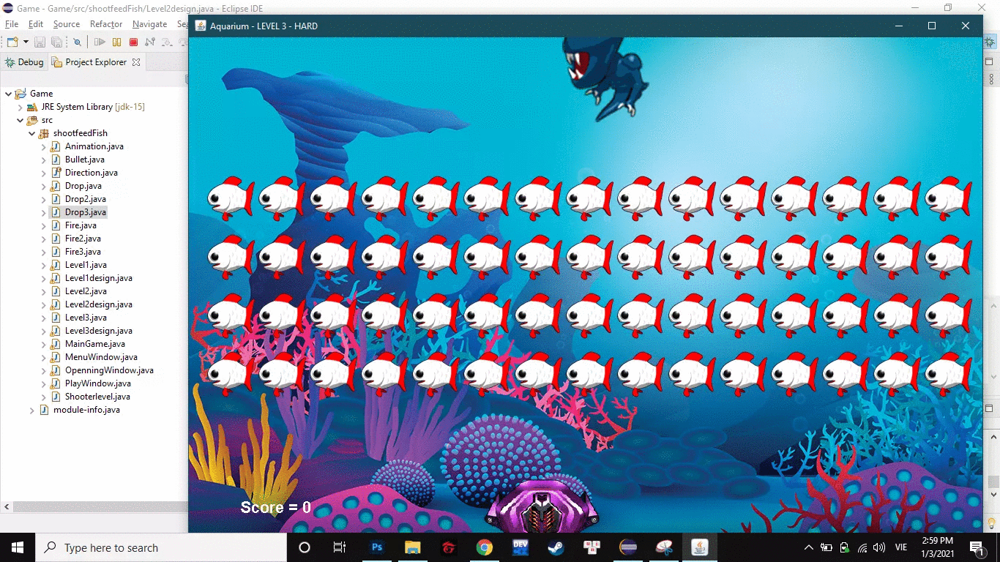 Game - Game/src/shootfeedFish/Level2design.java - Eclipse IDE
File Edit Source Refactor Navigate
Aquarium - LEVEL 3 - HARD
Debug Project Explorer
Game
JRE System Library [jdk-15]
src
shootfeedFish
Animation.java
Bullet.java
Direction.java
Drop.java
Drop2.java
Drop3.java
Fire.java
Fire2.java
Fire3.java
Level1.java
Level1design.java
Level2.java
Level2design.java
Level3.java
Level3design.java
MainGame.java
MenuWindow.java
OpenningWindow.java
PlayWindow.java
Shooterlevel.java
module-info.java
Score = 0
Type here to search
Ps
DEV
VIE
2:59 PM
1/3/2021
1